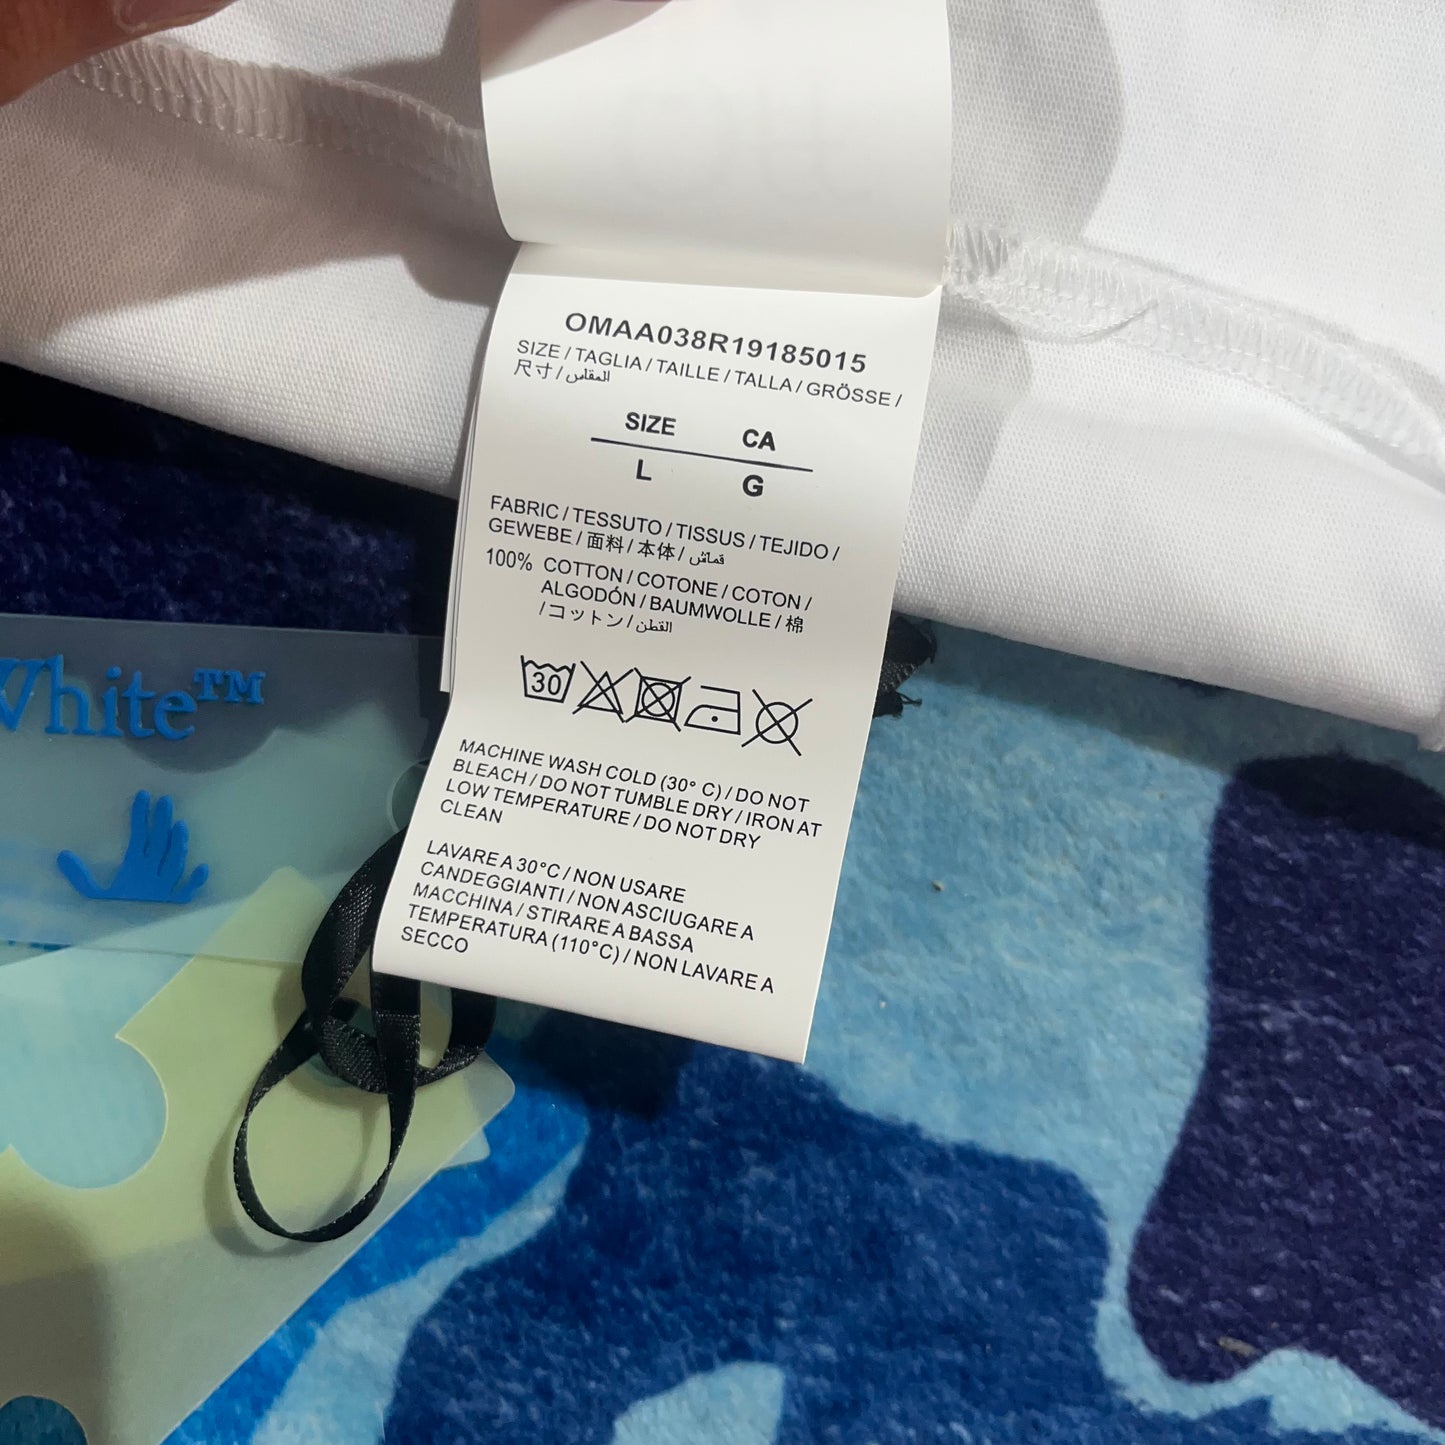 OMAA038R19185015
SIZE / TAGLIA / TAILLE / TALLA / GRÖSSE /
尺寸 / المقاس
SIZE CA
L G
FABRIC / TESSUTO / TISSUS / TEJIDO /
GEWEBE / 面料 / 本体 / قماش
100% COTTON / COTONE / COTON /
ALGODÓN / BAUMWOLLE / 棉
/ コットン / القطن
30
MACHINE WASH COLD (30° C) / DO NOT
BLEACH / DO NOT TUMBLE DRY / IRON AT
LOW TEMPERATURE / DO NOT DRY
CLEAN
LAVARE A 30°C / NON USARE
CANDEGGIANTI / NON ASCIUGARE A
MACCHINA / STIRARE A BASSA
TEMPERATURA (110°C) / NON LAVARE A
SECCO
White™